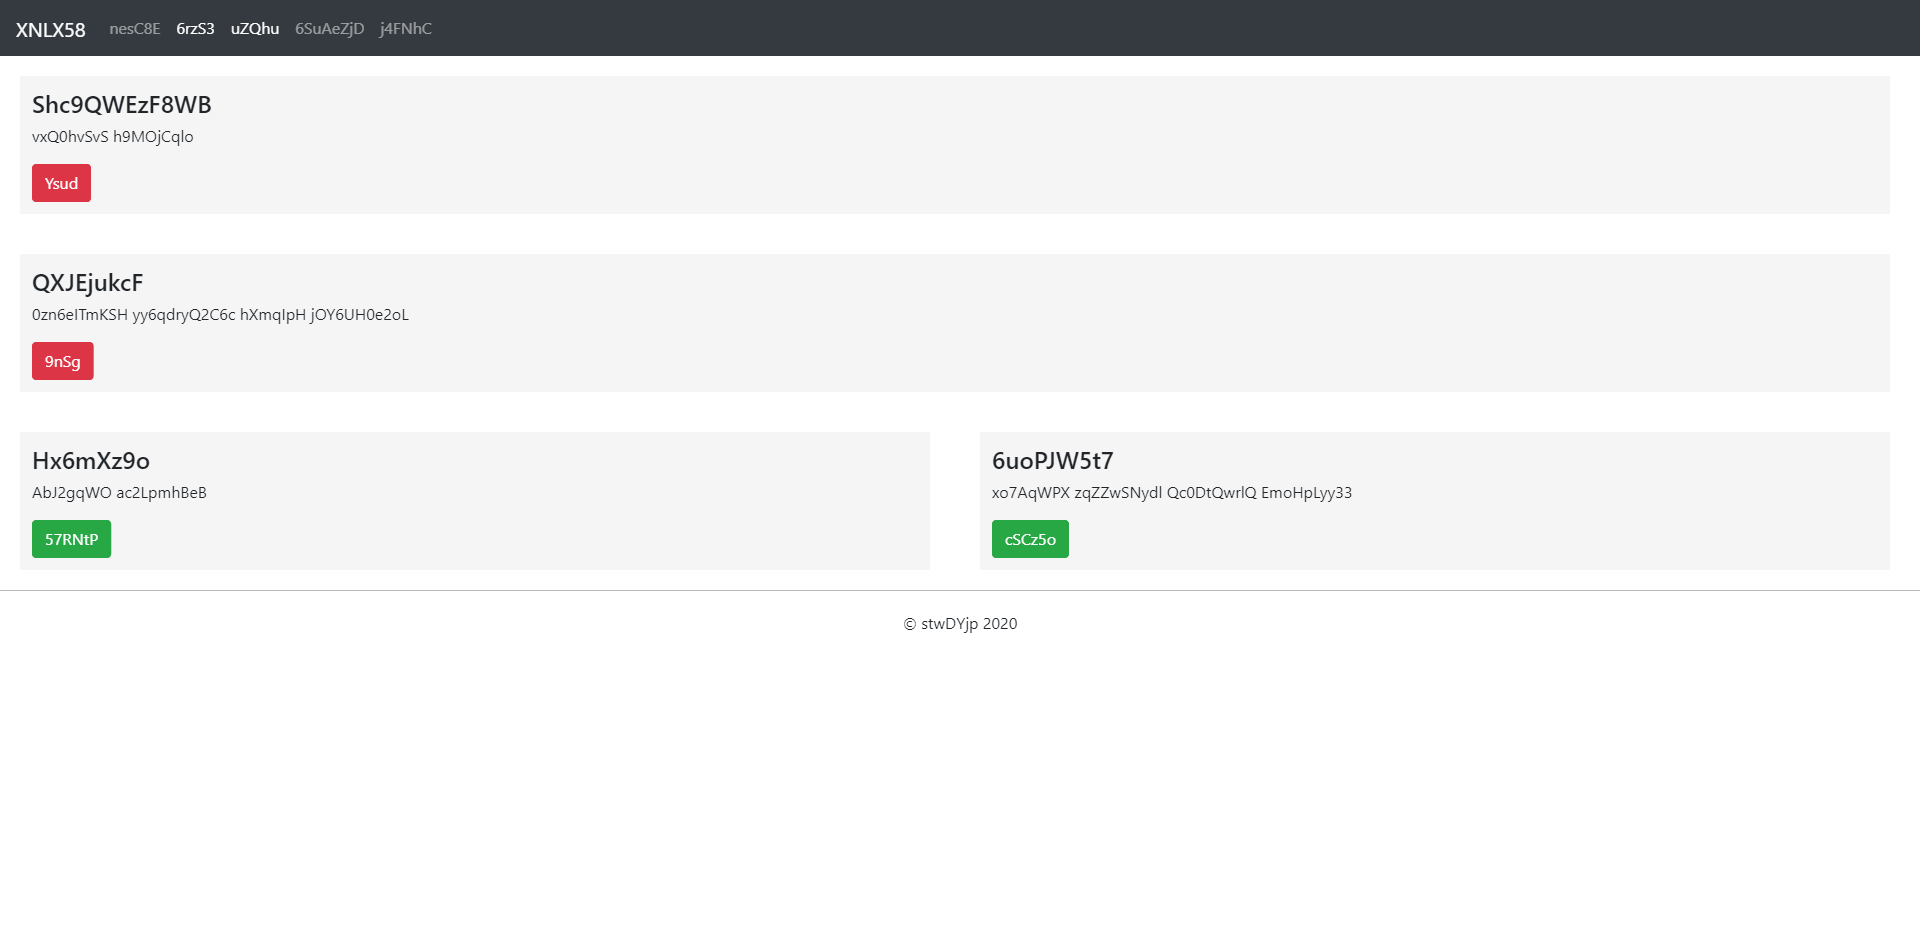 XNLX58 nesC8E 6rzS3 uZQhu 6SuAeZjD j4FNhC
Shc9QWEzF8WB
vxQ0hvSvS h9MOjCqlo
Ysud
QXJEjukcF
0zn6eITmKSH yy6qdryQ2C6c hXmqIpH jOY6UH0e2oL
9nSg
Hx6mXz9o
AbJ2gqWO ac2LpmhBeB
57RNtP
6uoPJW5t7
xo7AqWPX zqZZwSNydl Qc0DtQwrlQ EmoHpLyy33
cSCz5o
© stwDYjp 2020